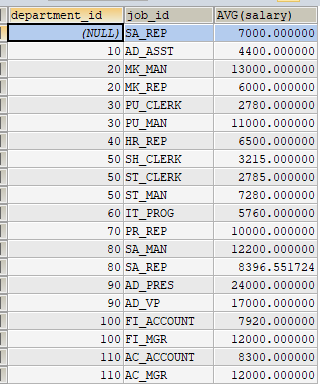 department_id job_id AVG(salary)
(NULL) SA_REP 7000.000000
10 AD_ASST 4400.000000
20 MK_MAN 13000.000000
20 MK_REP 6000.000000
30 PU_CLERK 2780.000000
30 PU_MAN 11000.000000
40 HR_REP 6500.000000
50 SH_CLERK 3215.000000
50 ST_CLERK 2785.000000
50 ST_MAN 7280.000000
60 IT_PROG 5760.000000
70 PR_REP 10000.000000
80 SA_MAN 12200.000000
80 SA_REP 8396.551724
90 AD_PRES 24000.000000
90 AD_VP 17000.000000
100 FI_ACCOUNT 7920.000000
100 FI_MGR 12000.000000
110 AC_ACCOUNT 8300.000000
110 AC_MGR 12000.000000